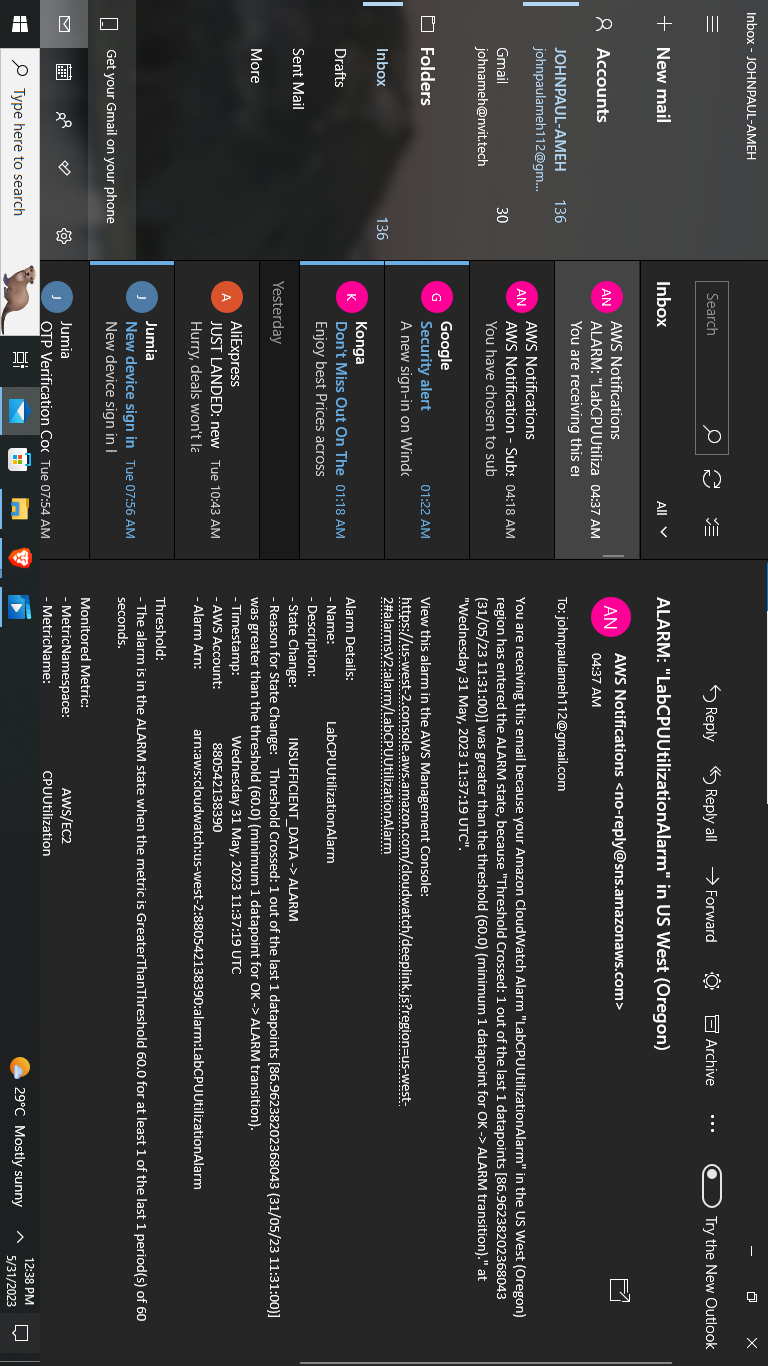 Inbox - JOHNPAUL-AMEH
New mail
Accounts
JOHNPAUL-AMEH
johnpaulameh112@gm... 136
Gmail
johnameh@nvit.tech 30
Folders
Inbox 136
Drafts
Sent Mail
More
Get your Gmail on your phone
Search
Inbox All
AN
AWS Notifications
ALARM: "LabCPUUtiliza 04:37 AM
You are receiving this er
AN
AWS Notifications
AWS Notification - Subs 04:18 AM
You have chosen to sub
G
Google
Security alert 01:22 AM
A new sign-in on Windo
K
Konga
Don't Miss Out On The 01:18 AM
Enjoy best Prices across
Yesterday
A
AliExpress
JUST LANDED: new Tue 10:43 AM
Hurry, deals won't la
J
Jumia
New device sign in Tue 07:56 AM
New device sign in I
J
Jumia
OTP Verification Coc Tue 07:54 AM
Reply Reply all Forward Archive ... Try the New Outlook
ALARM: "LabCPUUtilizationAlarm" in US West (Oregon)
AN
AWS Notifications <no-reply@sns.amazonaws.com>
04:37 AM
To: johnpaulameh112@gmail.com
You are receiving this email because your Amazon CloudWatch Alarm "LabCPUUtilizationAlarm" in the US West (Oregon)
region has entered the ALARM state, because "Threshold Crossed: 1 out of the last 1 datapoints [86.96238202368043
(31/05/23 11:31:00)] was greater than the threshold (60.0) (minimum 1 datapoint for OK -> ALARM transition)." at
"Wednesday 31 May, 2023 11:37:19 UTC".
View this alarm in the AWS Management Console:
https://us-west-2.console.aws.amazon.com/cloudwatch/deeplink.js?region=us-west-
2#alarmsV2:alarm/LabCPUUtilizationAlarm
Alarm Details:
- Name: LabCPUUtilizationAlarm
- Description:
- State Change: INSUFFICIENT_DATA -> ALARM
- Reason for State Change: Threshold Crossed: 1 out of the last 1 datapoints [86.96238202368043 (31/05/23 11:31:00)]
was greater than the threshold (60.0) (minimum 1 datapoint for OK -> ALARM transition).
- Timestamp: Wednesday 31 May, 2023 11:37:19 UTC
- AWS Account: 880542138390
- Alarm Arn: arn:aws:cloudwatch:us-west-2:880542138390:alarm:LabCPUUtilizationAlarm
Threshold:
- The alarm is in the ALARM state when the metric is GreaterThanThreshold 60.0 for at least 1 of the last 1 period(s) of 60
seconds.
Monitored Metric:
- MetricNamespace: AWS/EC2
- MetricName: CPUUtilization
Type here to search
29°C Mostly sunny
12:38 PM
5/31/2023